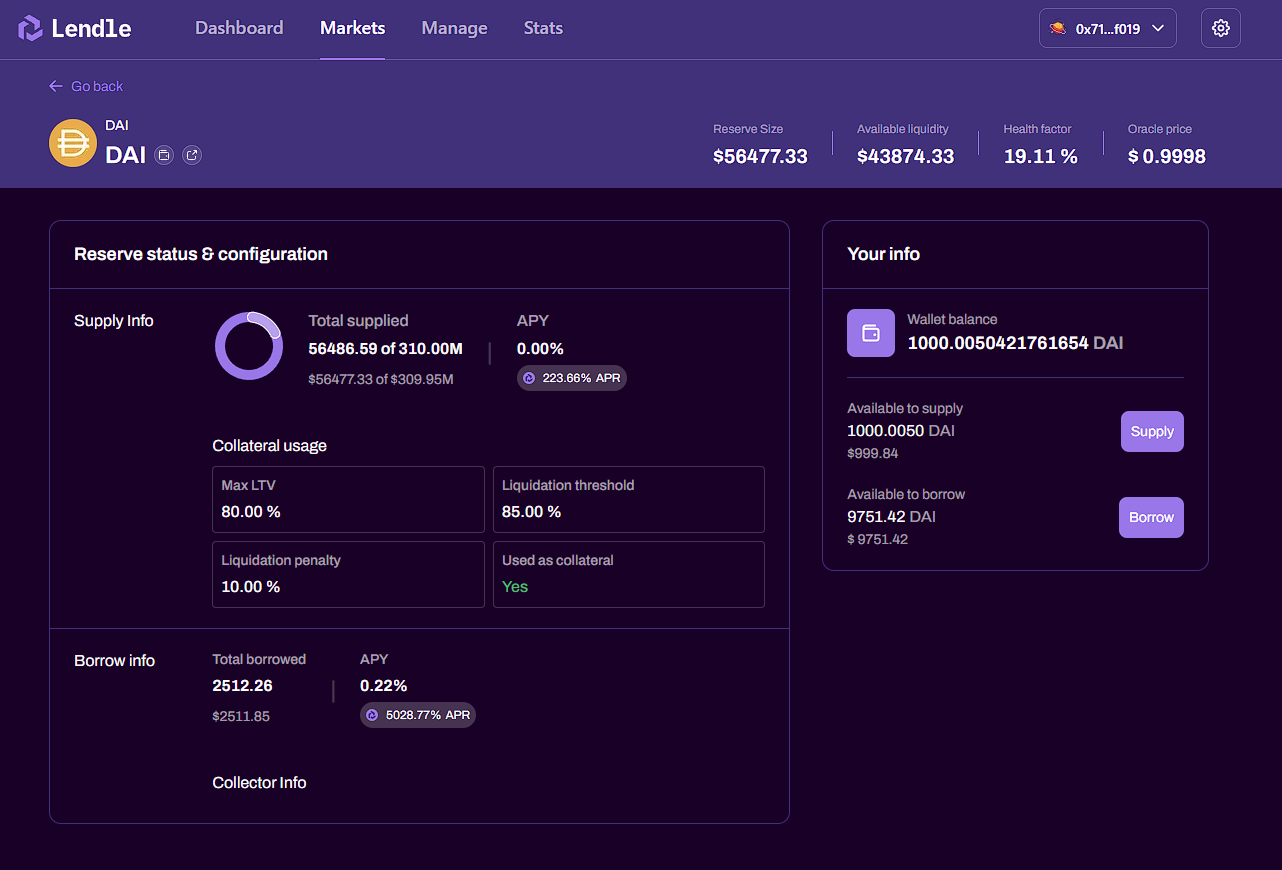 Lendle
Dashboard
Markets
Manage
Stats
0x71...f019
Go back
DAI
DAI
Reserve Size
$56477.33
Available liquidity
$43874.33
Health factor
19.11 %
Oracle price
$ 0.9998
Reserve status & configuration
Supply Info
Total supplied
56486.59 of 310.00M
$56477.33 of $309.95M
APY
0.00%
223.66% APR
Collateral usage
Max LTV
80.00 %
Liquidation threshold
85.00 %
Liquidation penalty
10.00 %
Used as collateral
Yes
Borrow info
Total borrowed
2512.26
$2511.85
APY
0.22%
5028.77% APR
Collector Info
Your info
Wallet balance
1000.0050421761654 DAI
Available to supply
1000.0050 DAI
$999.84
Supply
Available to borrow
9751.42 DAI
$ 9751.42
Borrow